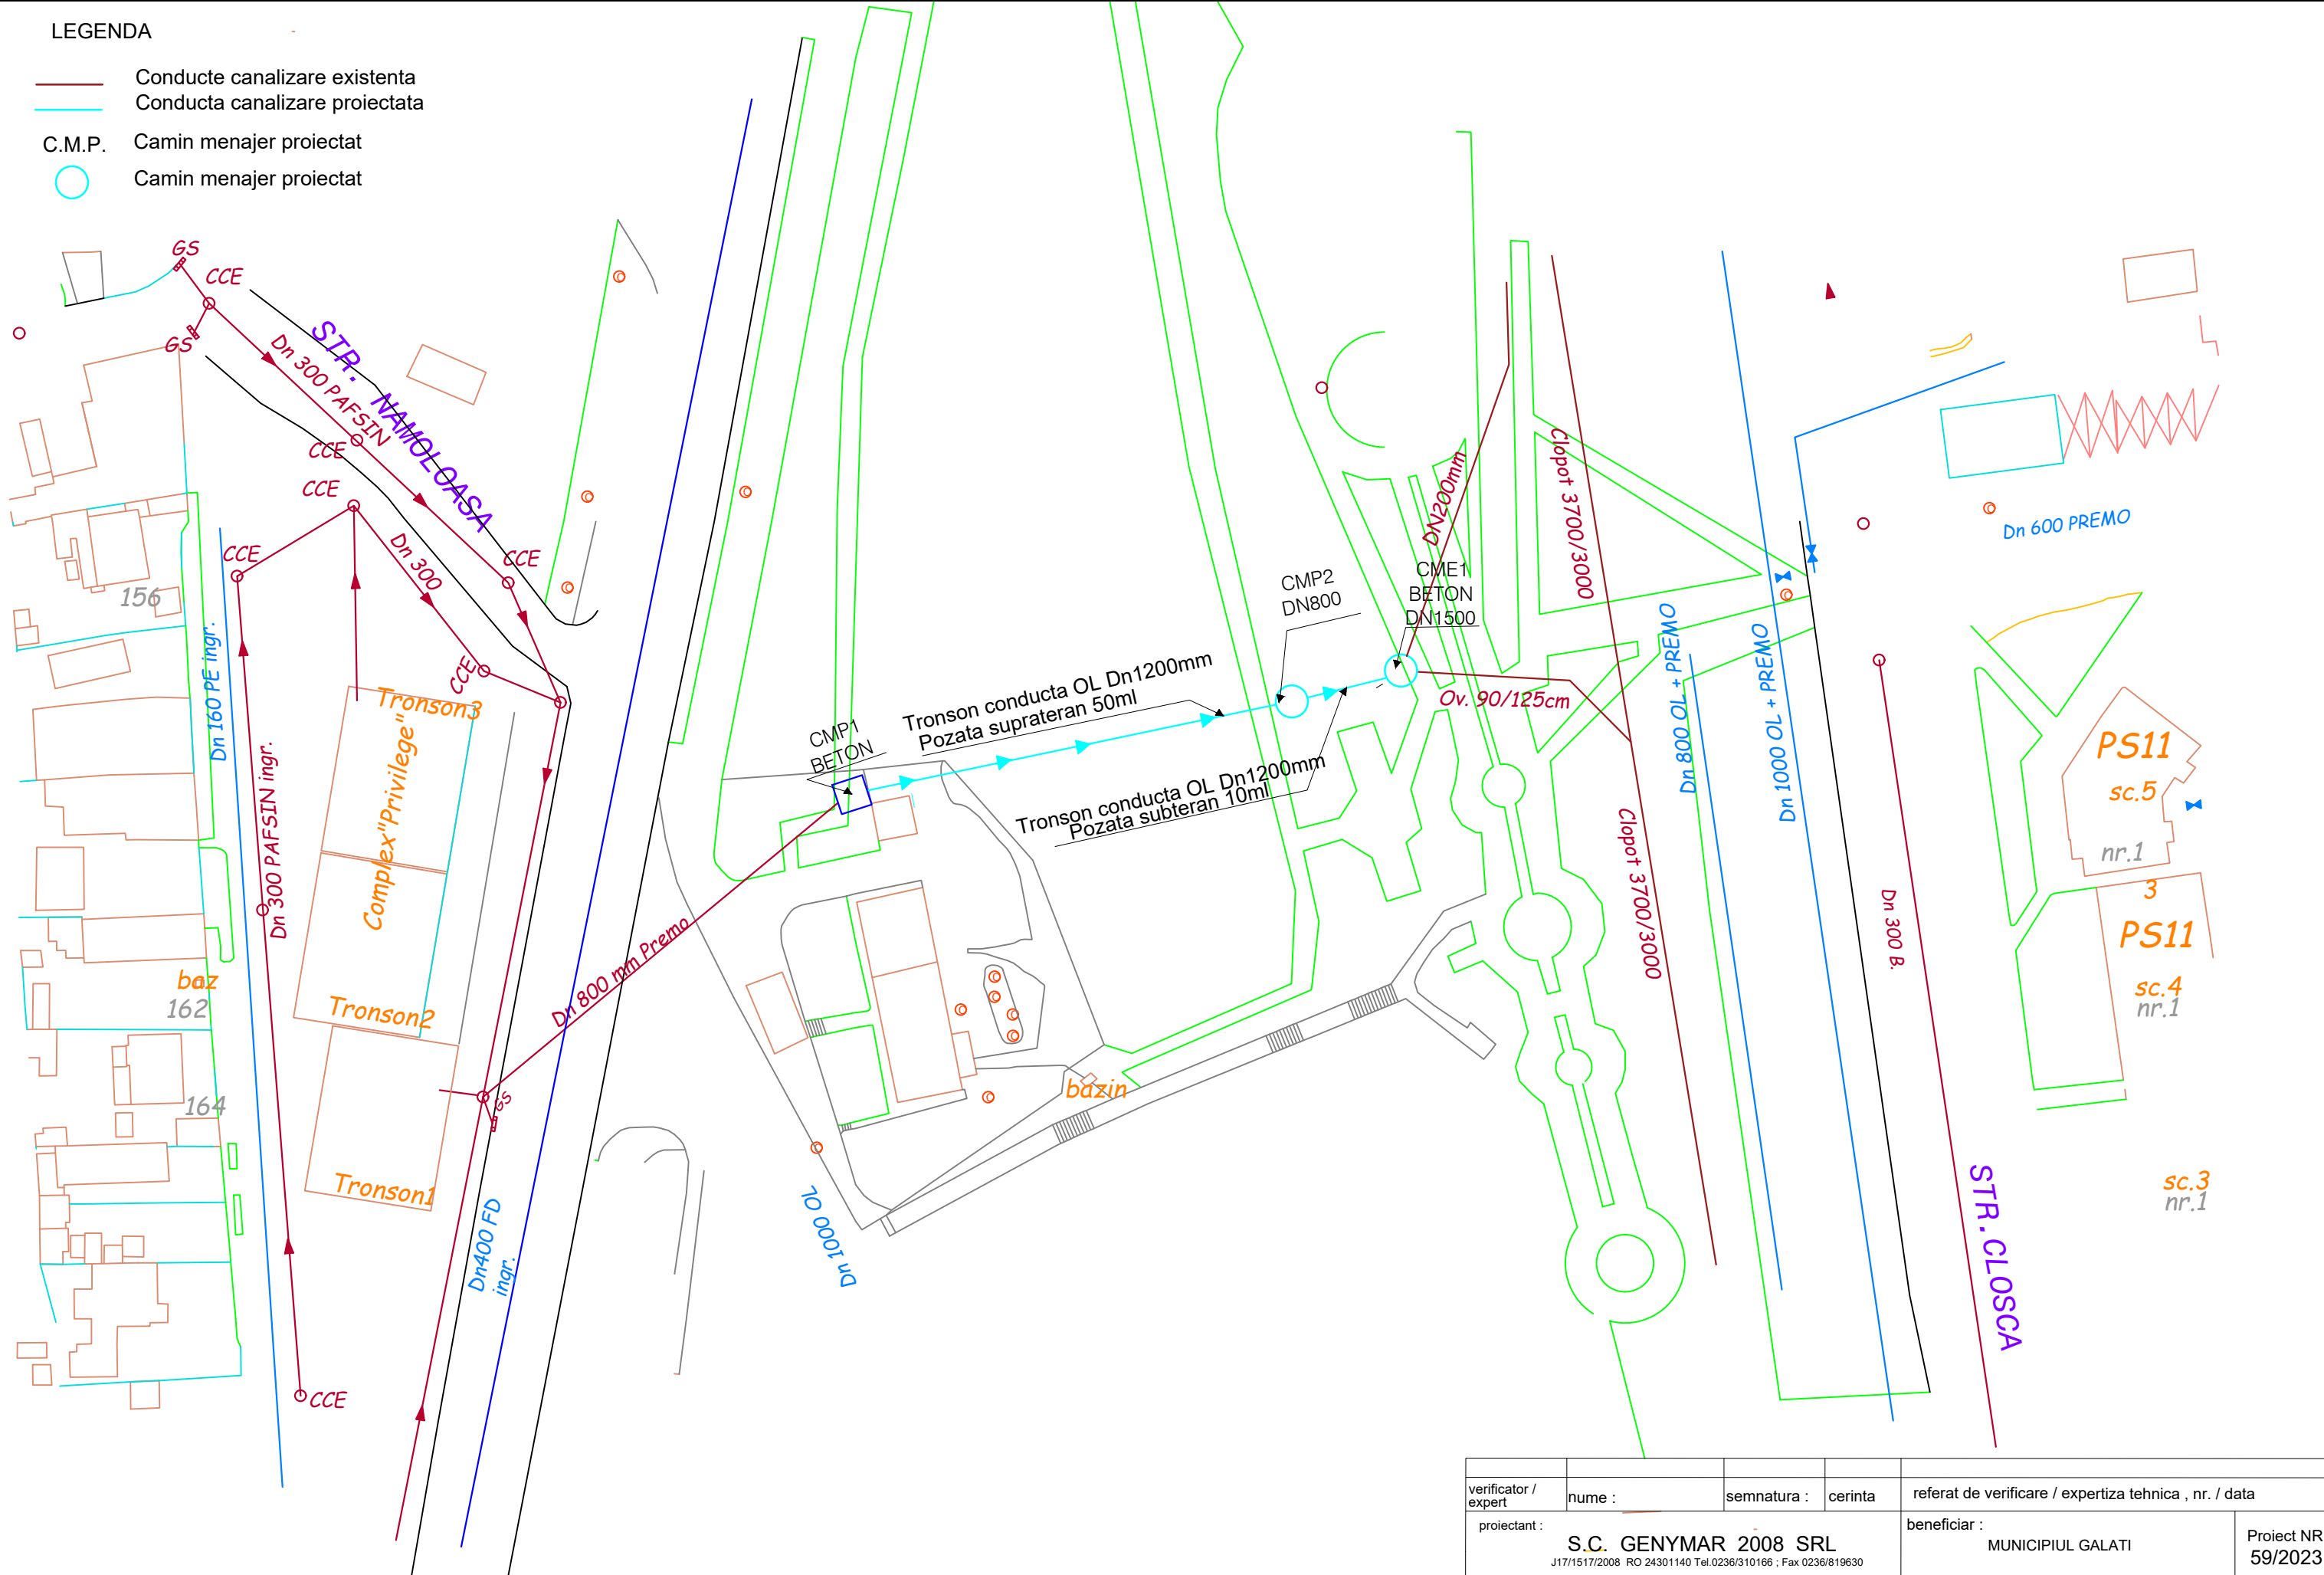 LEGENDA
Conducte canalizare existenta
Conducta canalizare proiectata
C.M.P. Camin menajer proiectat
Camin menajer proiectat
GS
CCE
GS
Dn 300 PAFSIN
STR. NAMOLOASA
CCE
CCE
CCE
CCE
Dn 300
CCE
156
Dn 160 PE ingr.
Dn 300 PAFSIN ingr.
Tronson3
Complex"Privilege"
Tronson2
Tronson1
baz
162
164
CCE
GS
Dn400 FD
ingr.
Dn 800 mm Premo
Dn 1000 OL
bazin
CMP1
BETON
Tronson conducta OL Dn1200mm
Pozata suprateran 50ml
Tronson conducta OL Dn1200mm
Pozata subteran 10ml
CMP2
DN800
CME1
BETON
DN1500
DN200mm
Ov. 90/125cm
Clopot 3700/3000
Clopot 3700/3000
Dn 800 OL + PREMO
Dn 1000 OL + PREMO
Dn 600 PREMO
Dn 300 B.
STR. CLOSCA
PS11
sc.5
nr.1
3
PS11
sc.4
nr.1
sc.3
nr.1
verificator /
expert
nume :
semnatura :
cerinta
referat de verificare / expertiza tehnica , nr. / data
proiectant :
S.C. GENYMAR 2008 SRL
J17/1517/2008 RO 24301140 Tel.0236/310166 ; Fax 0236/819630
beneficiar :
MUNICIPIUL GALATI
Proiect NR
59/2023